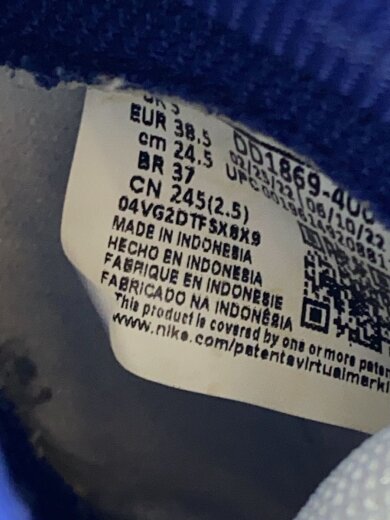 EUR 38.5
cm 24.5
BR 37
CN 245(2.5)
04VG2DTFSX8X9
MADE IN INDONESIA
HECHO EN INDONESIA
FABRIQUE EN INDONESIE
FABRICADO NA INDONÉSIA
This product is covered by one or more
www.nike.com/patentsvirtualmarki
DD1869-400
02/25/22 06/10/22
UPC